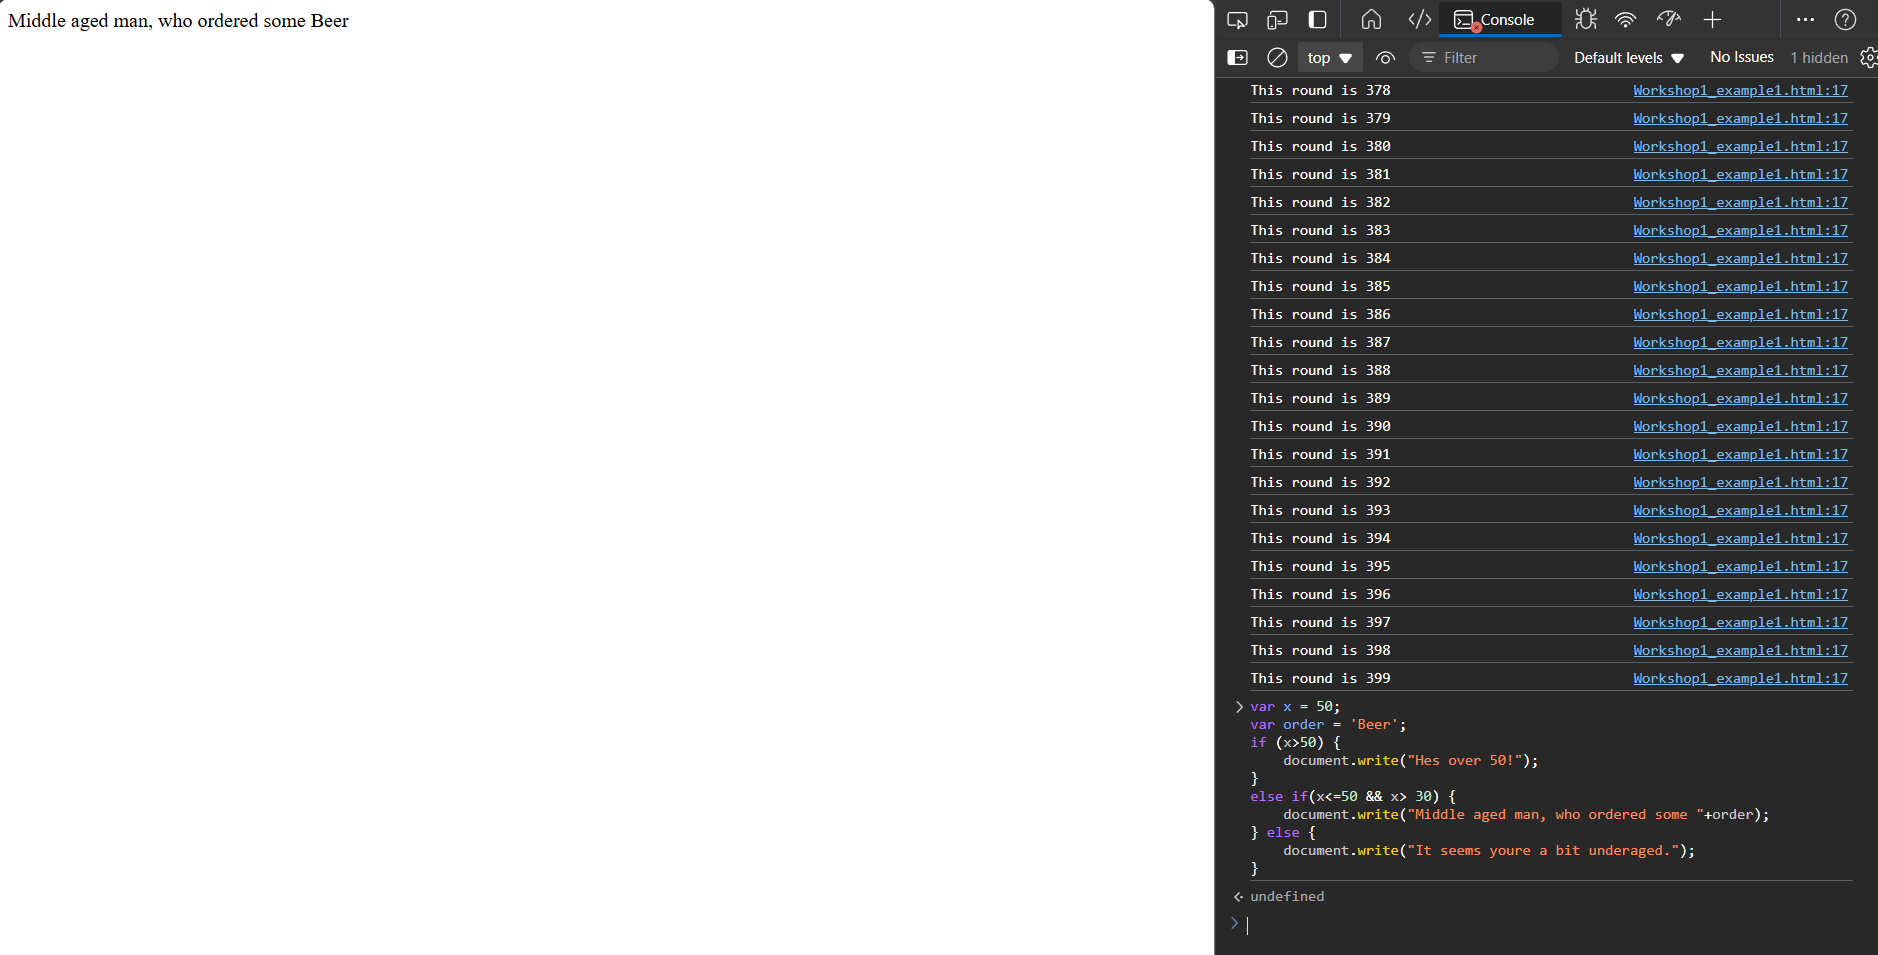 Middle aged man, who ordered some Beer
Console
top
Filter
Default levels
No Issues
1 hidden
This round is 378 Workshop1_example1.html:17
This round is 379 Workshop1_example1.html:17
This round is 380 Workshop1_example1.html:17
This round is 381 Workshop1_example1.html:17
This round is 382 Workshop1_example1.html:17
This round is 383 Workshop1_example1.html:17
This round is 384 Workshop1_example1.html:17
This round is 385 Workshop1_example1.html:17
This round is 386 Workshop1_example1.html:17
This round is 387 Workshop1_example1.html:17
This round is 388 Workshop1_example1.html:17
This round is 389 Workshop1_example1.html:17
This round is 390 Workshop1_example1.html:17
This round is 391 Workshop1_example1.html:17
This round is 392 Workshop1_example1.html:17
This round is 393 Workshop1_example1.html:17
This round is 394 Workshop1_example1.html:17
This round is 395 Workshop1_example1.html:17
This round is 396 Workshop1_example1.html:17
This round is 397 Workshop1_example1.html:17
This round is 398 Workshop1_example1.html:17
This round is 399 Workshop1_example1.html:17
var x = 50;
var order = 'Beer';
if (x>50) {
    document.write("Hes over 50!");
}
else if(x<=50 && x> 30) {
    document.write("Middle aged man, who ordered some "+order);
} else {
    document.write("It seems youre a bit underaged.");
}
undefined